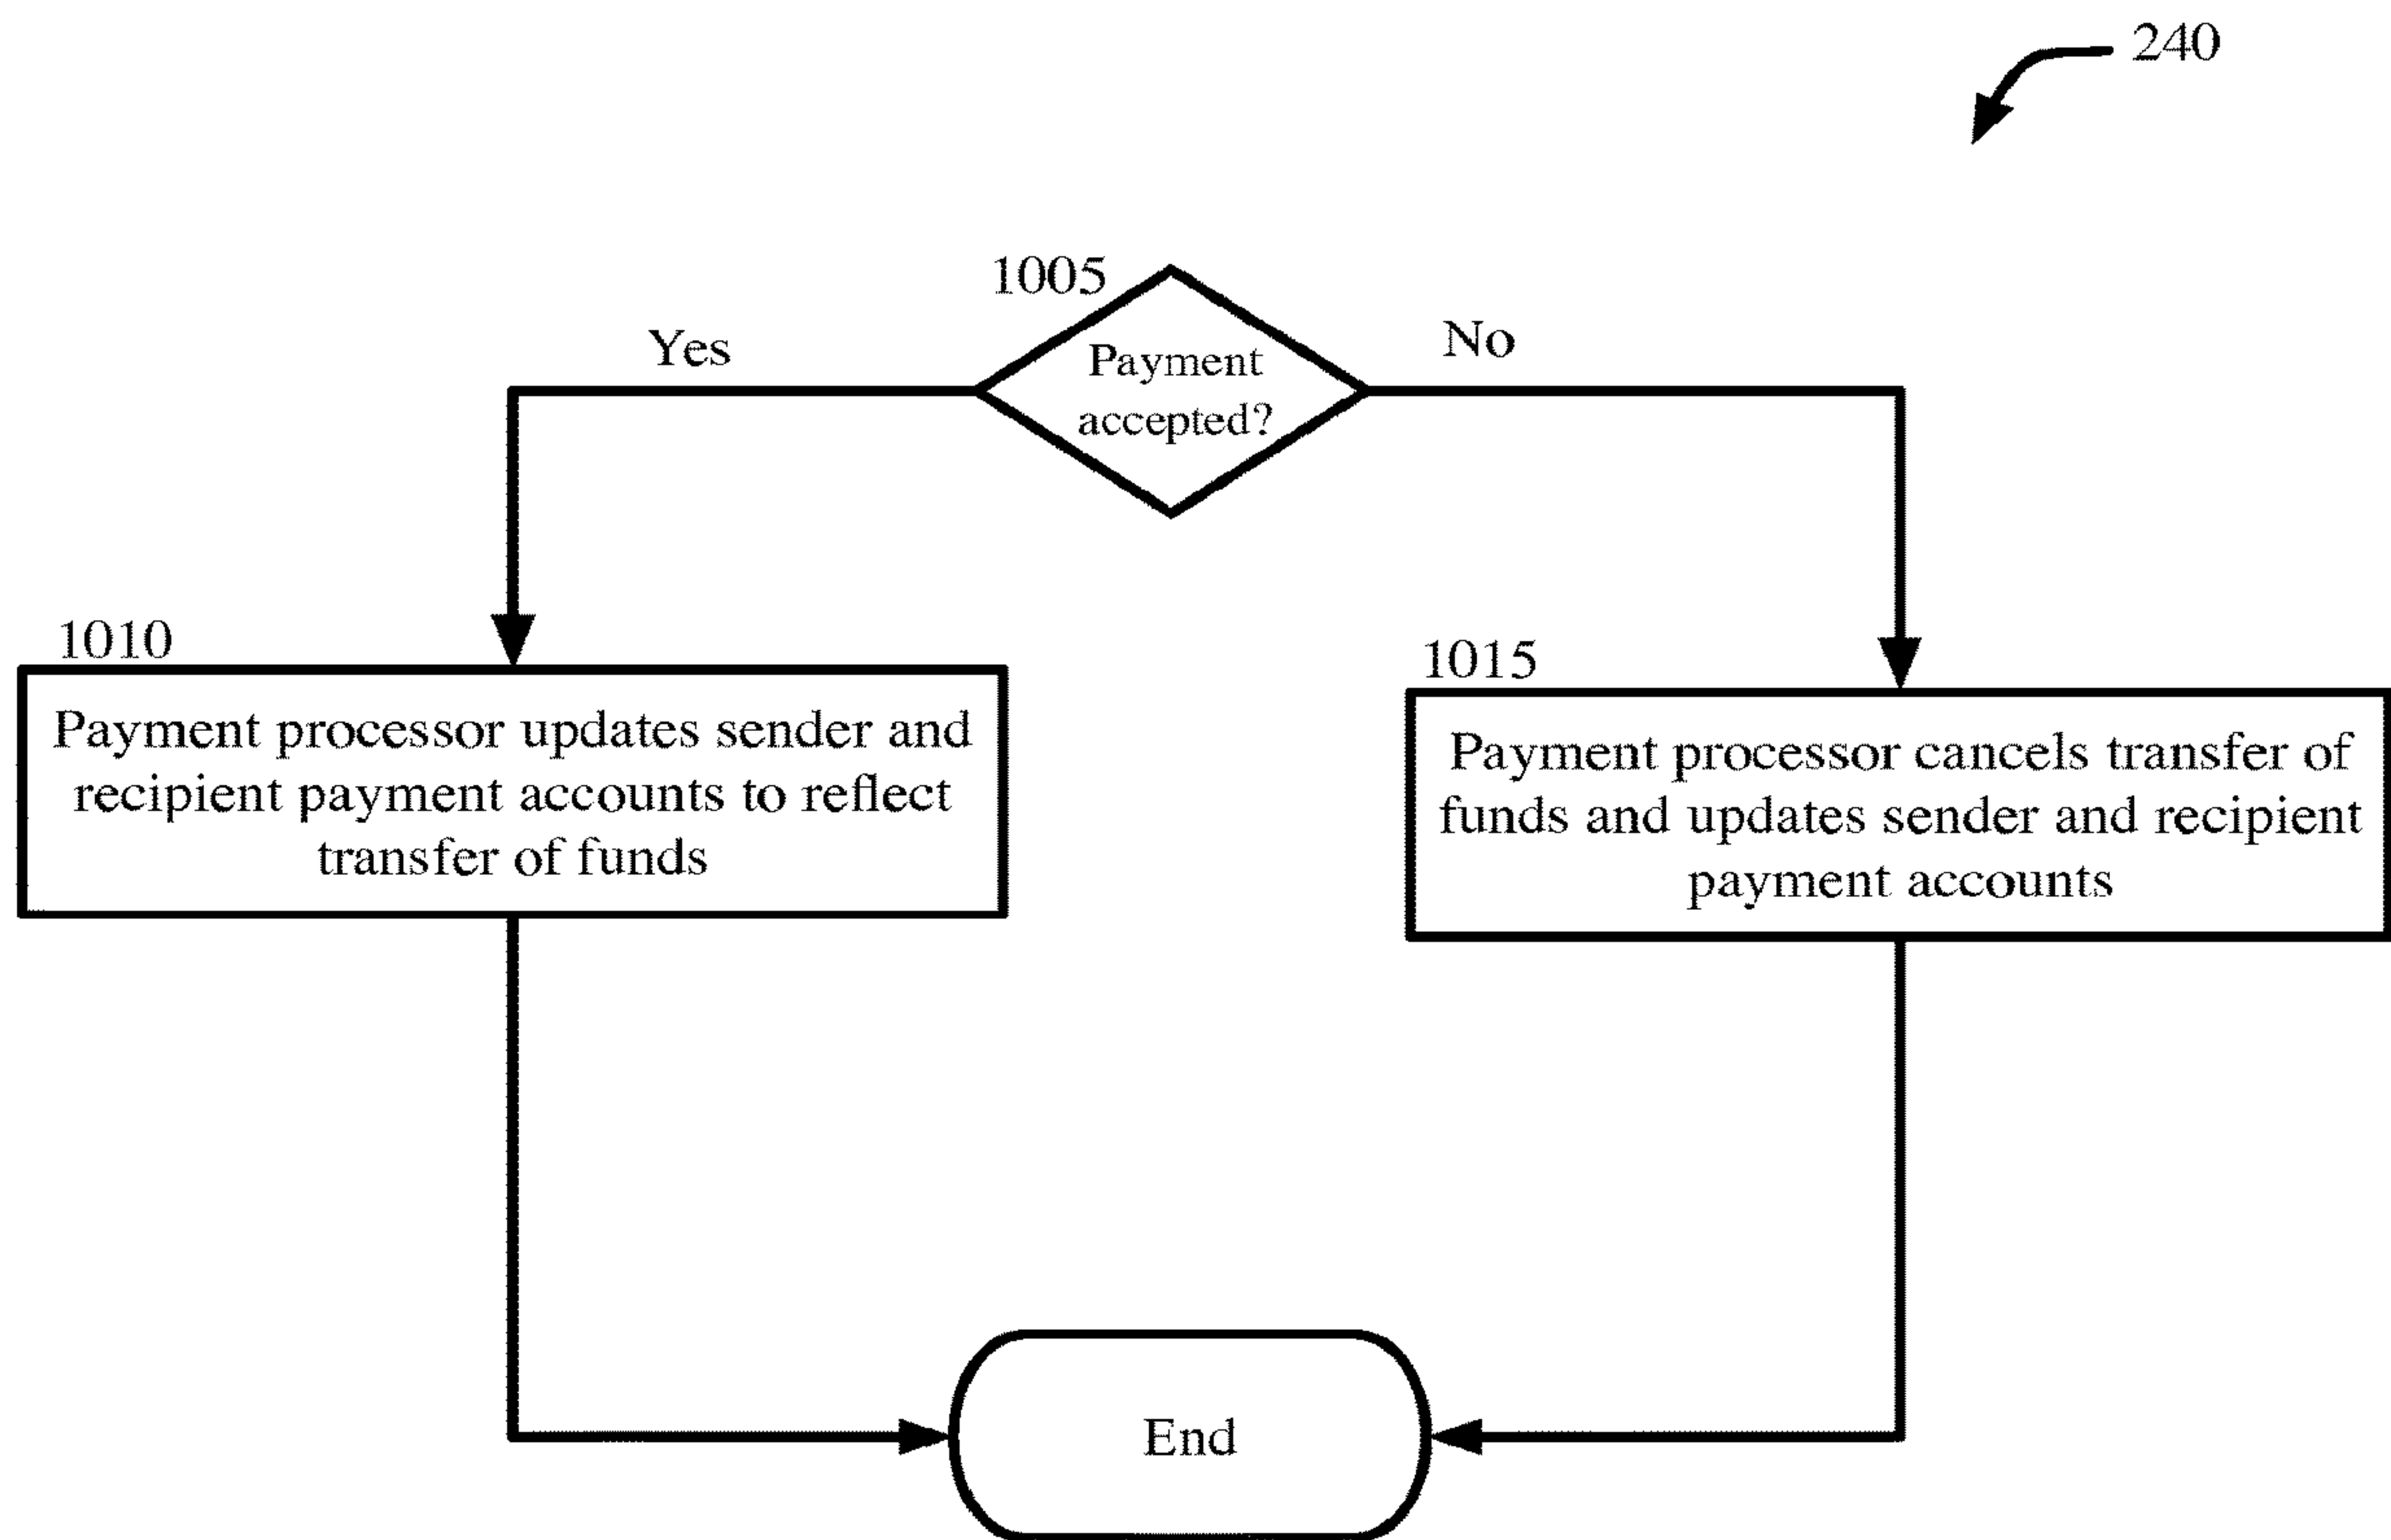 240
1005
Yes
No
Payment
accepted?
1010
Payment processor updates sender and
recipient payment accounts to reflect
transfer of funds
1015
Payment processor cancels transfer of
funds and updates sender and recipient
payment accounts
End